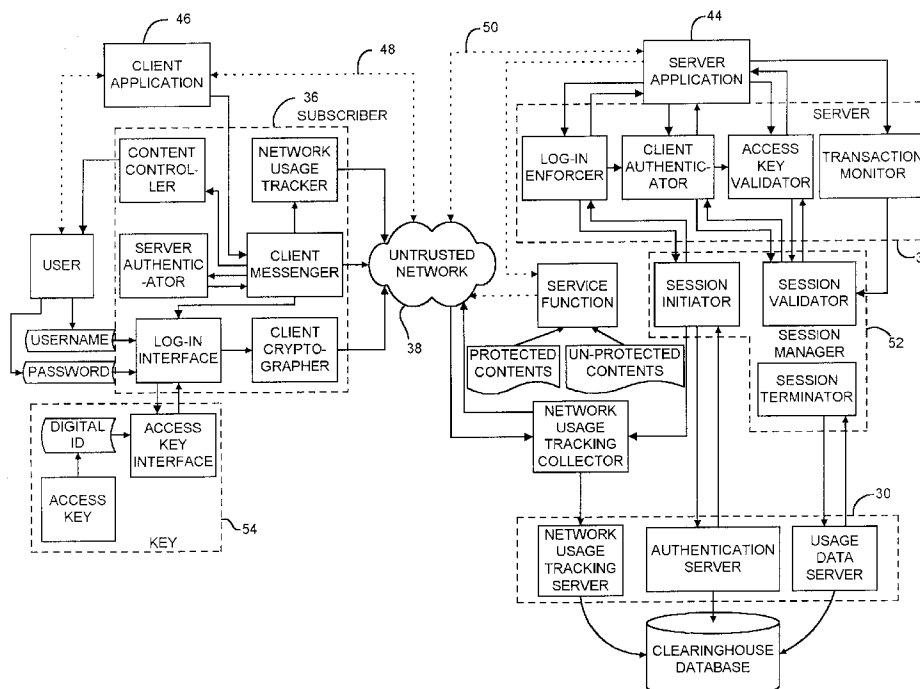 46
CLIENT
APPLICATION
48
50
44
SERVER
APPLICATION
36
SUBSCRIBER
SERVER
CONTENT
CONTROL-
LER
NETWORK
USAGE
TRACKER
LOG-IN
ENFORCER
CLIENT
AUTHENTIC-
ATOR
ACCESS
KEY
VALIDATOR
TRANSACTION
MONITOR
USER
SERVER
AUTHENTIC
-ATOR
CLIENT
MESSENGER
UNTRUSTED
NETWORK
38
SERVICE
FUNCTION
SESSION
INITIATOR
SESSION
VALIDATOR
3
USERNAME
PASSWORD
LOG-IN
INTERFACE
CLIENT
CRYPTO-
GRAPHER
PROTECTED
CONTENTS
UN-PROTECTED
CONTENTS
SESSION
MANAGER
52
SESSION
TERMINATOR
DIGITAL
ID
ACCESS
KEY
INTERFACE
NETWORK
USAGE
TRACKING
COLLECTOR
ACCESS
KEY
KEY
54
30
NETWORK
USAGE
TRACKING
SERVER
AUTHENTICATION
SERVER
USAGE
DATA
SERVER
CLEARINGHOUSE
DATABASE